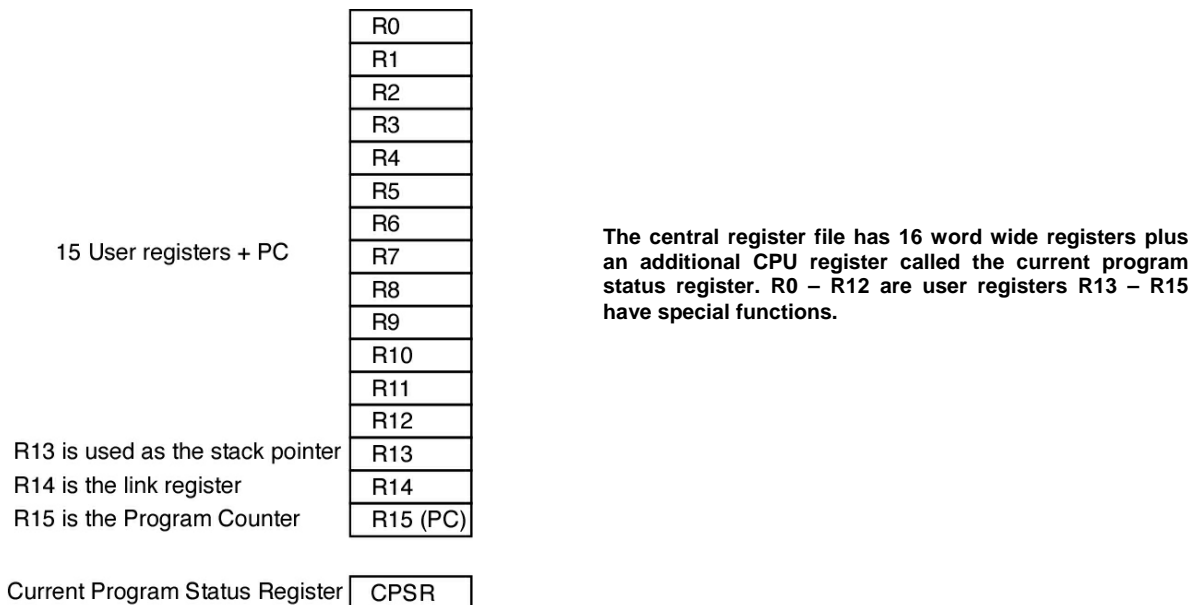 R0
R1
R2
R3
R4
R5
R6
15 User registers + PC
R7
R8
R9
R10
R11
R12
R13 is used as the stack pointer R13
R14 is the link register R14
R15 is the Program Counter R15 (PC)
Current Program Status Register CPSR
The central register file has 16 word wide registers plus
an additional CPU register called the current program
status register. R0 – R12 are user registers R13 – R15
have special functions.